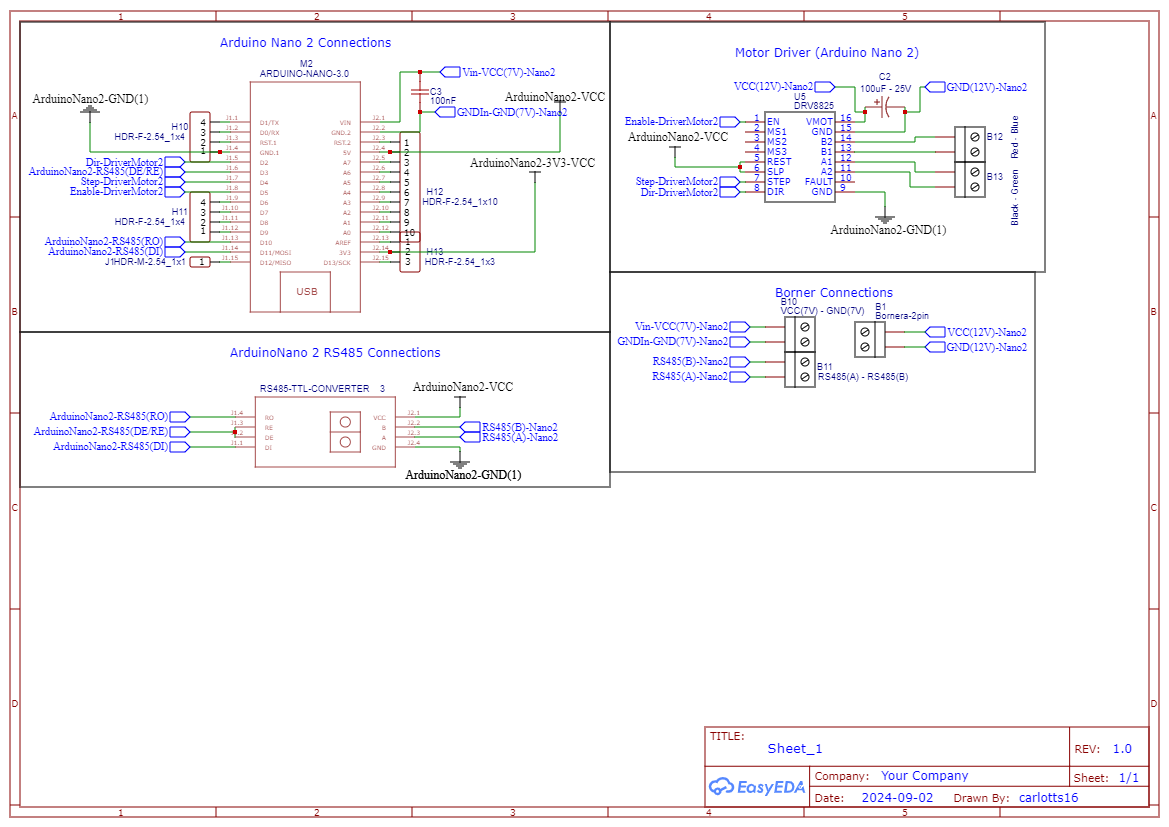 1 2 3 4 5
A
B
C
D
A
B
C
D
1 2 3 4 5
Arduino Nano 2 Connections
M2
ARDUINO-NANO-3.0
ArduinoNano2-GND(1)
Vin-VCC(7V)-Nano2
C3
100nF
GNDIn-GND(7V)-Nano2
ArduinoNano2-VCC
ArduinoNano2-3V3-VCC
H10
HDR-F-2.54_1x4
4
3
2
1
Dir-DriverMotor2
ArduinoNano2-RS485(DE/RE)
Step-DriverMotor2
Enable-DriverMotor2
H11
HDR-F-2.54_1x4
4
3
2
1
ArduinoNano2-RS485(RO)
ArduinoNano2-RS485(DI)
J1HDR-M-2.54_1x1
1
J1.1 D1/TX VIN J2.1
J1.2 D0/RX GND.2 J2.2
J1.3 RST.1 RST.2 J2.3
J1.4 GND.1 5V J2.4
J1.5 D2 A7 J2.5
J1.6 D3 A6 J2.6
J1.7 D4 A5 J2.7
J1.8 D5 A4 J2.8
J1.9 D6 A3 J2.9
J1.10 D7 A2 J2.10
J1.11 D8 A1 J2.11
J1.12 D9 A0 J2.12
J1.13 D10 AREF J2.13
J1.14 D11/MOSI 3V3 J2.14
J1.15 D12/MISO D13/SCK J2.15
USB
1
2
3
4
5
6
7
8
9
10
H12
HDR-F-2.54_1x10
1
2
3
H13
HDR-F-2.54_1x3
Motor Driver (Arduino Nano 2)
VCC(12V)-Nano2
C2
100uF - 25V
+
GND(12V)-Nano2
U5
DRV8825
Enable-DriverMotor2
ArduinoNano2-VCC
Step-DriverMotor2
Dir-DriverMotor2
1 EN VMOT 16
2 MS1 GND 15
3 MS2 B2 14
4 MS3 B1 13
5 REST A1 12
6 SLP A2 11
7 STEP FAULT 10
8 DIR GND 9
ArduinoNano2-GND(1)
B12
B13
Black - Green Red - Blue
ArduinoNano 2 RS485 Connections
RS485-TTL-CONVERTER 3
ArduinoNano2-VCC
ArduinoNano2-RS485(RO)
ArduinoNano2-RS485(DE/RE)
ArduinoNano2-RS485(DI)
J1.4 RO VCC J2.1
J1.3 RE B J2.2
DE A J2.3
J1.1 DI GND J2.4
RS485(B)-Nano2
RS485(A)-Nano2
ArduinoNano2-GND(1)
Borner Connections
B10
VCC(7V) - GND(7V)
B1
Bornera-2pin
Vin-VCC(7V)-Nano2
GNDIn-GND(7V)-Nano2
RS485(B)-Nano2
RS485(A)-Nano2
B11
RS485(A) - RS485(B)
VCC(12V)-Nano2
GND(12V)-Nano2
TITLE:
Sheet_1
REV: 1.0
EasyEDA
Company: Your Company
Sheet: 1/1
Date: 2024-09-02 Drawn By: carlotts16